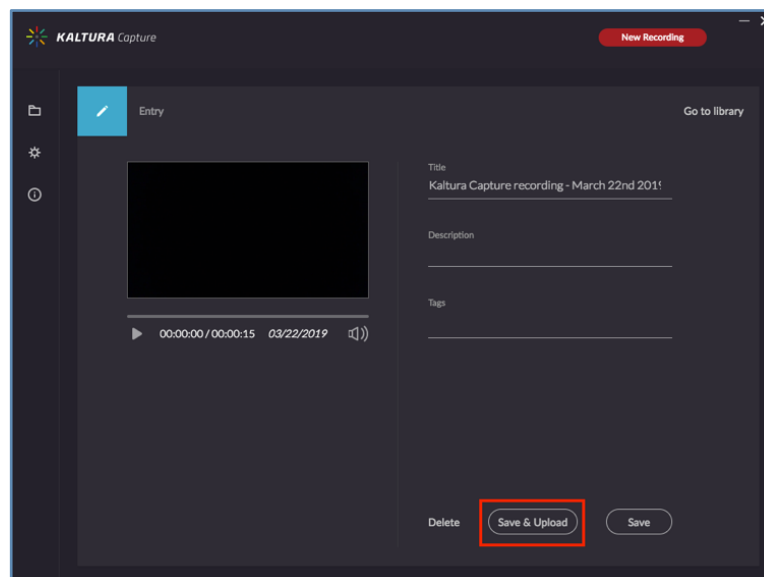 KALTURA Capture
New Recording
Entry
Go to library
Title
Kaltura Capture recording - March 22nd 201
Description
Tags
00:00:00 / 00:00:15 03/22/2019
Delete
Save & Upload
Save